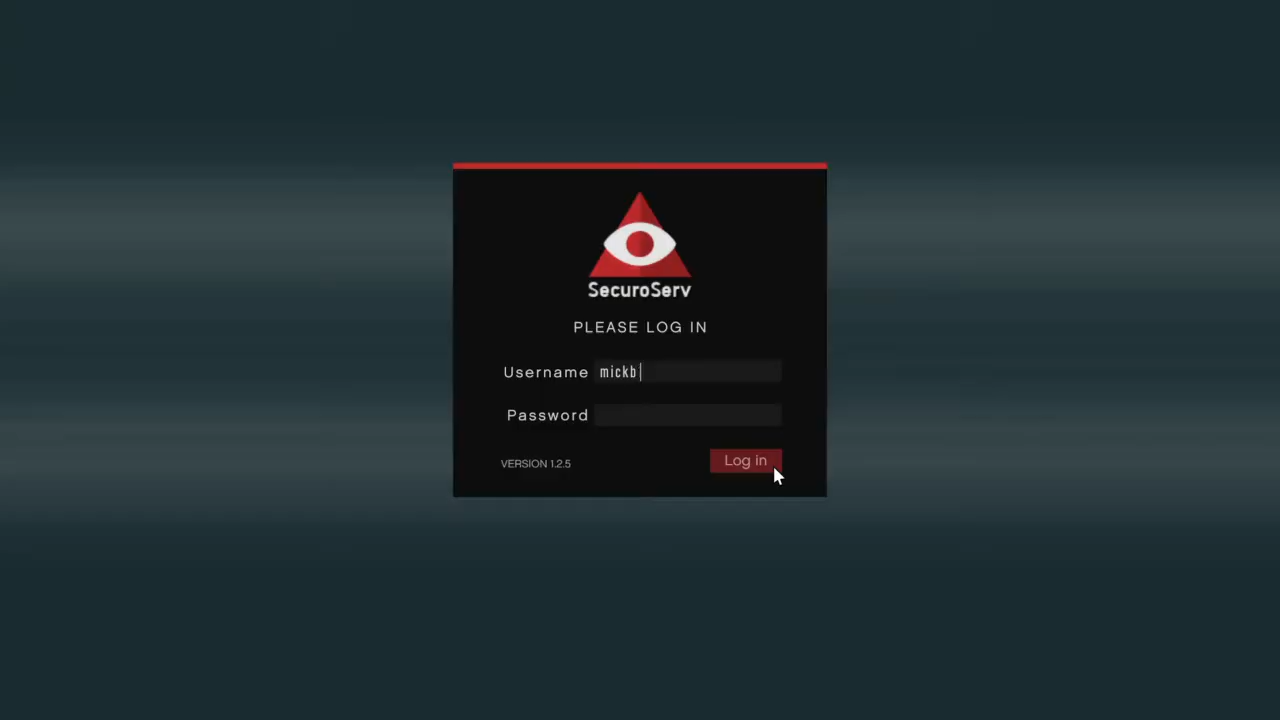 SecuroServ
PLEASE LOG IN
Username mickb
Password
VERSION 1.2.5 Log in